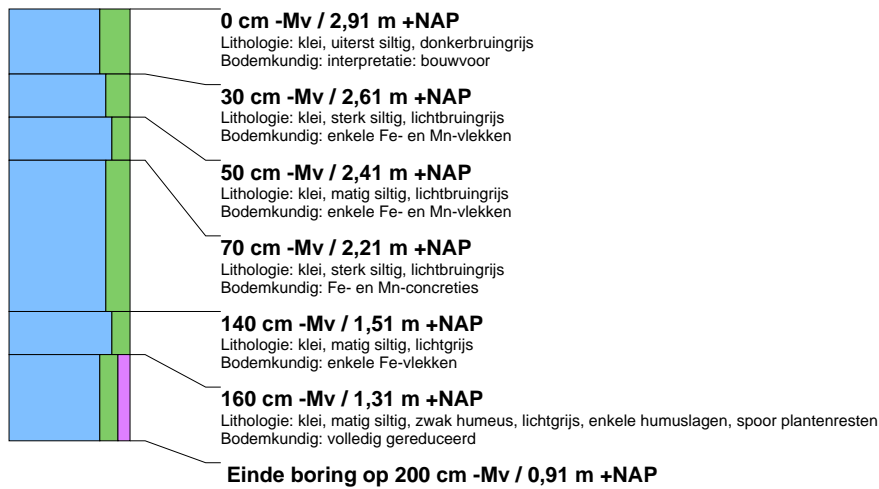 0 cm -Mv / 2,91 m +NAP
Lithologie: klei, uiterst siltig, donkerbruingrijs
Bodemkundig: interpretatie: bouwvoor
30 cm -Mv / 2,61 m +NAP
Lithologie: klei, sterk siltig, lichtbruingrijs
Bodemkundig: enkele Fe- en Mn-vlekken
50 cm -Mv / 2,41 m +NAP
Lithologie: klei, matig siltig, lichtbruingrijs
Bodemkundig: enkele Fe- en Mn-vlekken
70 cm -Mv / 2,21 m +NAP
Lithologie: klei, sterk siltig, lichtbruingrijs
Bodemkundig: Fe- en Mn-concreties
140 cm -Mv / 1,51 m +NAP
Lithologie: klei, matig siltig, lichtgrijs
Bodemkundig: enkele Fe-vlekken
160 cm -Mv / 1,31 m +NAP
Lithologie: klei, matig siltig, zwak humeus, lichtgrijs, enkele humuslagen, spoor plantenresten
Bodemkundig: volledig gereduceerd
Einde boring op 200 cm -Mv / 0,91 m +NAP